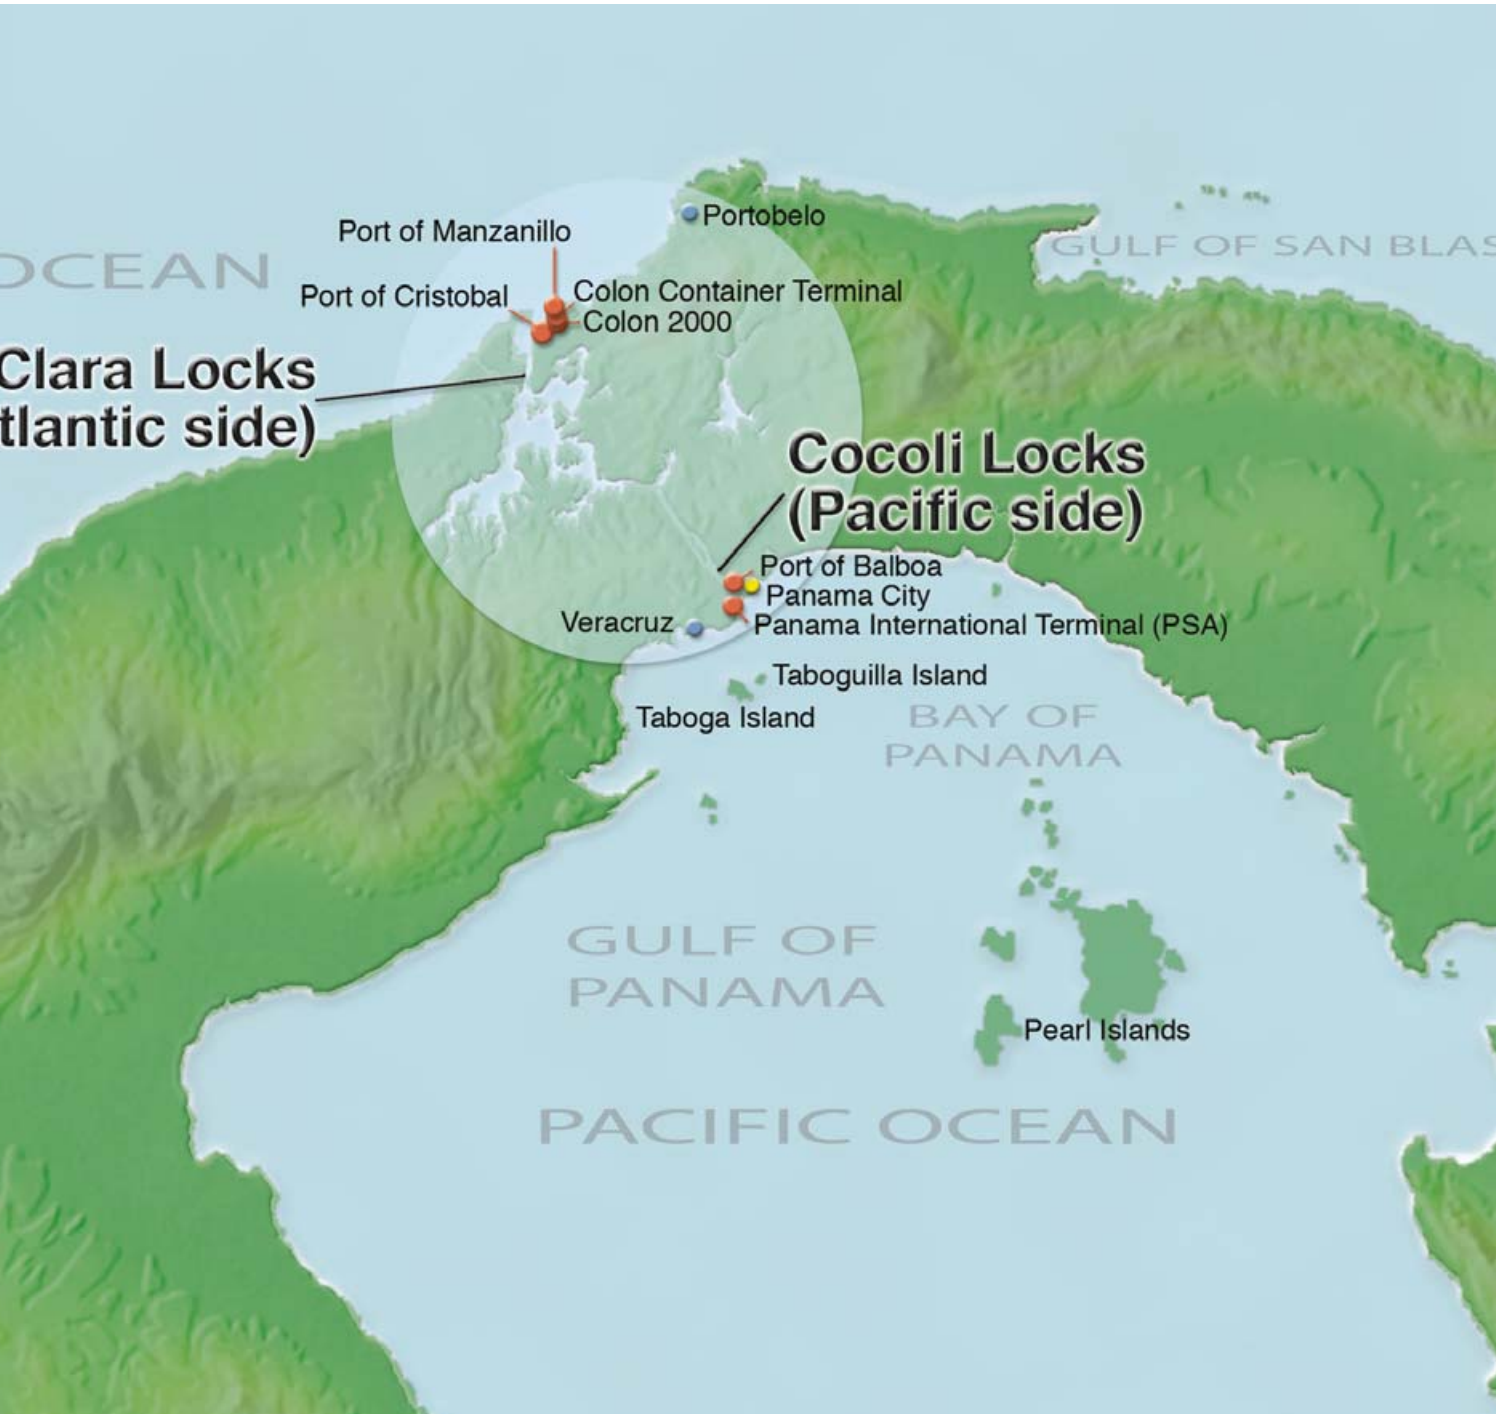 Portobelo
Port of Manzanillo
OCEAN
GULF OF SAN BLAS
Port of Cristobal
Colon Container Terminal
Colon 2000
Clara Locks
tlantic side)
Cocoli Locks
(Pacific side)
Port of Balboa
Panama City
Veracruz
Panama International Terminal (PSA)
Taboguilla Island
Taboga Island
BAY OF
PANAMA
GULF OF
PANAMA
Pearl Islands
PACIFIC OCEAN